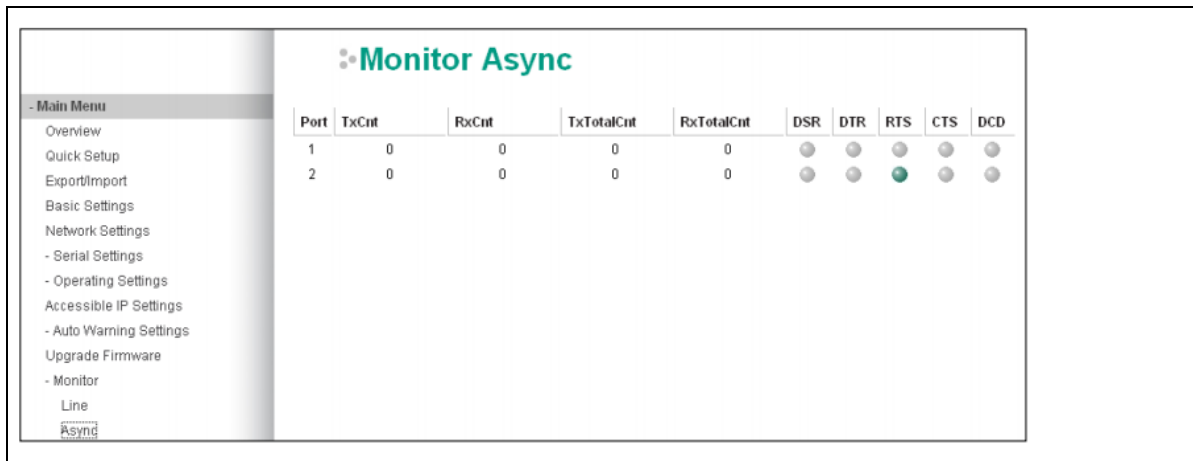 Monitor Async
- Main Menu
Overview
Quick Setup
Export/Import
Basic Settings
Network Settings
- Serial Settings
- Operating Settings
Accessible IP Settings
- Auto Warning Settings
Upgrade Firmware
- Monitor
Line
Async
Port TxCnt RxCnt TxTotalCnt RxTotalCnt DSR DTR RTS CTS DCD
1 0 0 0 0
2 0 0 0 0